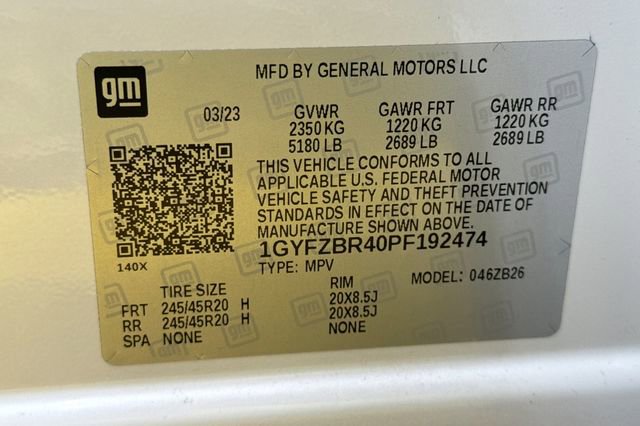 gm
MFD BY GENERAL MOTORS LLC
03/23 GVWR GAWR FRT GAWR RR
2350 KG 1220 KG 1220 KG
5180 LB 2689 LB 2689 LB
THIS VEHICLE CONFORMS TO ALL
APPLICABLE U.S. FEDERAL MOTOR
VEHICLE SAFETY AND THEFT PREVENTION
STANDARDS IN EFFECT ON THE DATE OF
MANUFACTURE SHOWN ABOVE.
1GYFZBR40PF192474
140X
TYPE: MPV MODEL: 046ZB26
TIRE SIZE RIM
FRT 245/45R20 H 20X8.5J
RR 245/45R20 H 20X8.5J
SPA NONE NONE